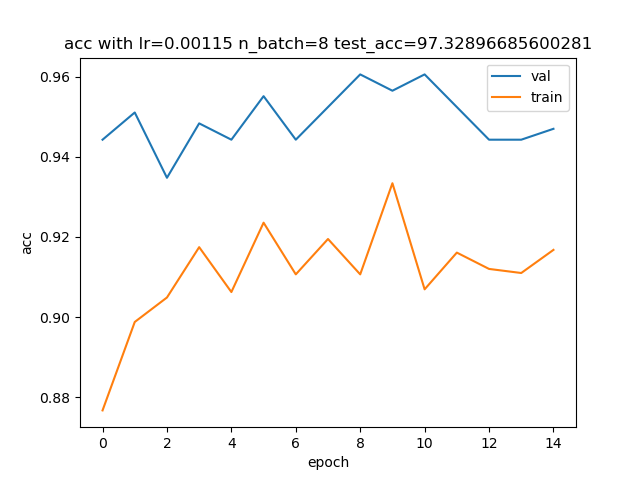 acc with lr=0.00115 n_batch=8 test_acc=97.32896685600281
0.96
0.94
0.92
0.90
0.88
acc
val
train
0 2 4 6 8 10 12 14
epoch